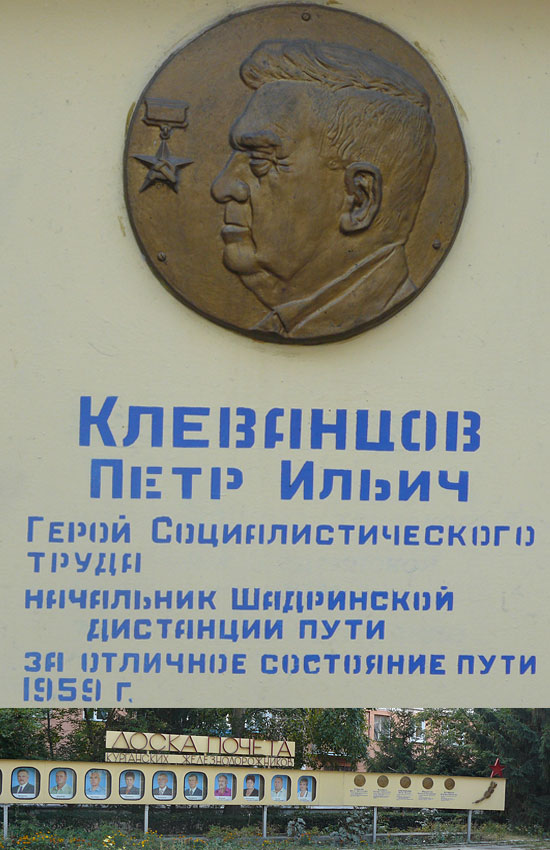 Клеванцов
Петр Ильич
Герой Социалистического
труда
начальник Шадринской
дистанции пути
за отличное состояние пути
1959 г.
ДОСКА ПОЧЕТА
КУРГАНСКИХ ЖЕЛЕЗНОДОРОЖНИКОВ